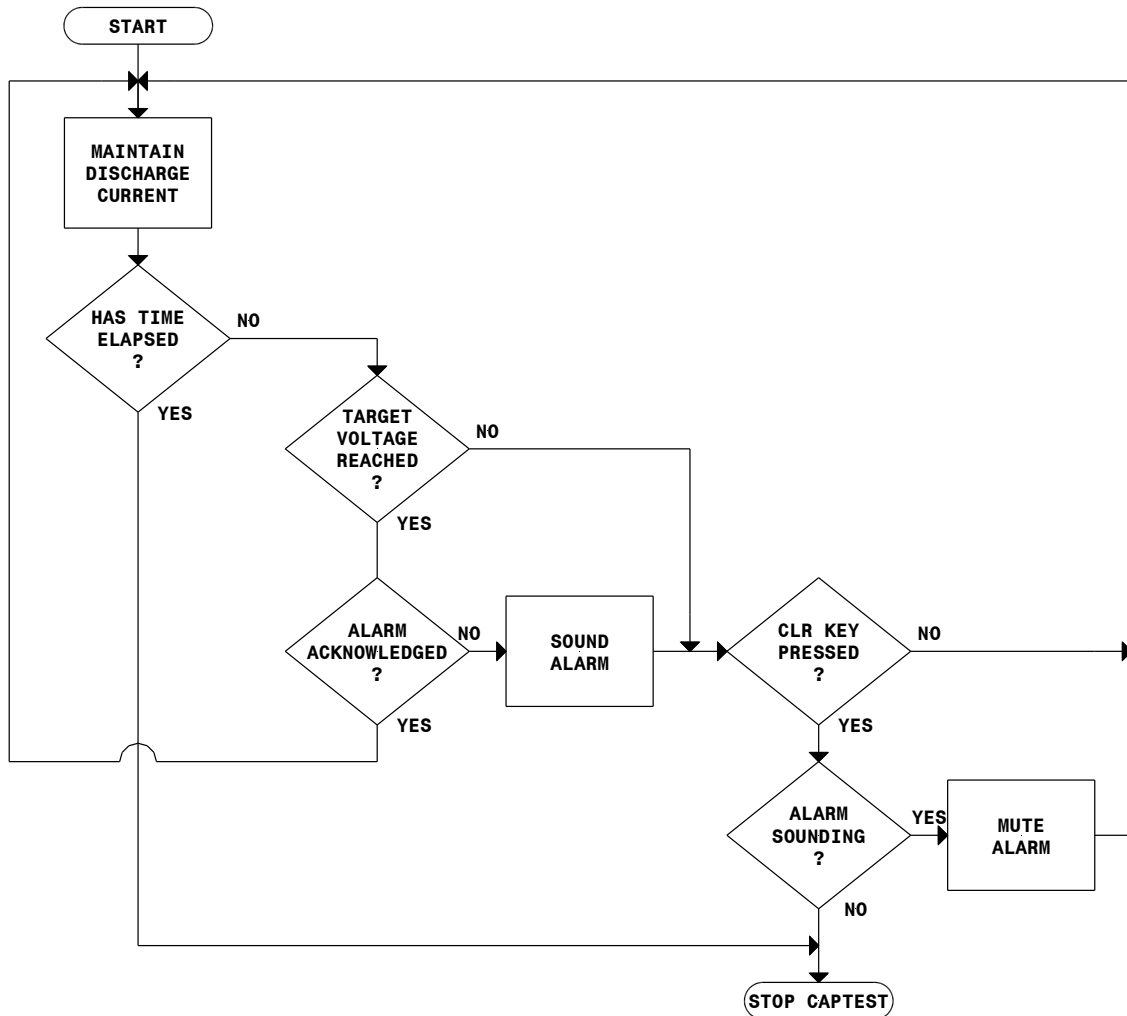 START
MAINTAIN
DISCHARGE
CURRENT
HAS TIME
ELAPSED
?
NO
YES
TARGET
VOLTAGE
REACHED
?
NO
YES
ALARM
ACKNOWLEDGED
?
NO
YES
SOUND
ALARM
CLR KEY
PRESSED
?
NO
YES
ALARM
SOUNDING
?
YES
NO
MUTE
ALARM
STOP CAPTEST